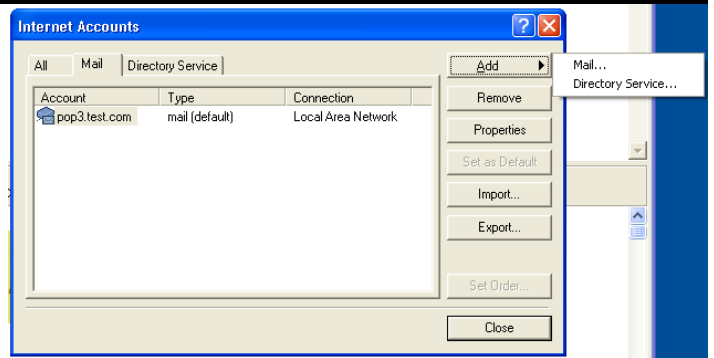 Internet Accounts
All Mail Directory Service
Account Type Connection
pop3.test.com mail (default) Local Area Network
Add
Mail...
Directory Service...
Remove
Properties
Set as Default
Import...
Export...
Set Order...
Close